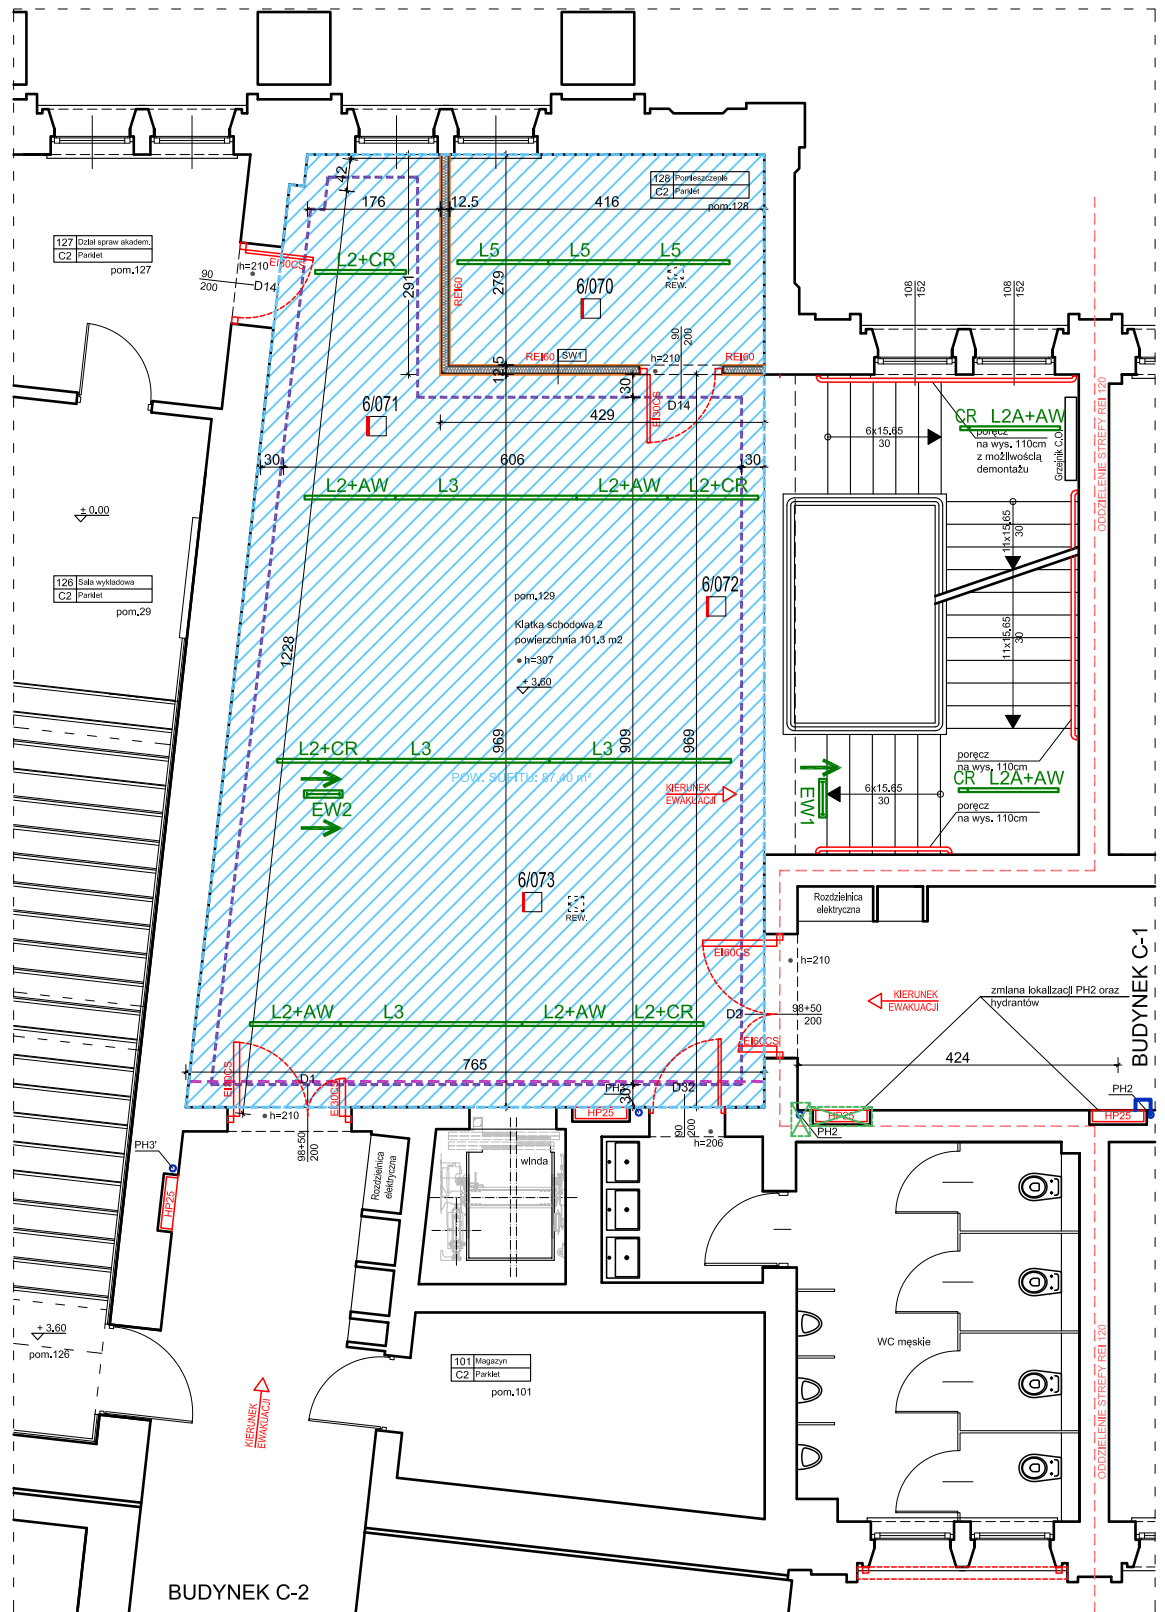 42
176
12.5
416
128 Pomieszczenie
C2 Parkiet
pom.128
127 Dział spraw akadem.
C2 Parkiet
pom.127
h=210
EI30CS
90
200
D14
L2+CR
291
REI60
L5
L5
L5
279
6/070
REW.
108
152
108
152
90
200
REI60
SW1
h=210
REI60
12.5
30
EI30CS
D14
6/071
429
30
606
30
L2+AW
L3
L2+AW
L2+CR
CR L2A+AW
6x15.65
30
poręcz
na wys. 110cm
z możliwością
demontażu
Grzejnik C.O.
ODDZIELENIE STREFY REI 120
± 0.00
11x15.65
30
11x15.65
30
126 Sala wykładowa
C2 Parkiet
pom.29
6/072
pom.129
Klatka schodowa 2
powierzchnia 101.3 m2
h=307
+ 3.60
1228
969
909
969
L2+CR
L3
L3
POW. SUFITU: 87,40 m²
EW2
KIERUNEK
EWAKUACJI
EW1
6x15.65
30
poręcz
na wys. 110cm
CR L2A+AW
poręcz
na wys. 110cm
6/073
REW.
Rozdzielnica
elektryczna
EI60CS
h=210
KIERUNEK
EWAKUACJI
zmiana lokalizacji PH2 oraz
hydrantów
BUDYNEK C-1
L2+AW
L3
L2+AW
L2+CR
D2
98+50
200
EI60CS
765
424
EI30CS
D1
EI30CS
PH3
30
D32
PH2
h=210
HP25
HP25
PH2
HP25
PH3'
98+50
200
90
200
h=206
HP25
Rozdzielnica
elektryczna
winda
+ 3.60
pom.126
WC męskie
101 Magazyn
C2 Parkiet
pom.101
KIERUNEK
EWAKUACJI
ODDZIELENIE STREFY REI 120
BUDYNEK C-2